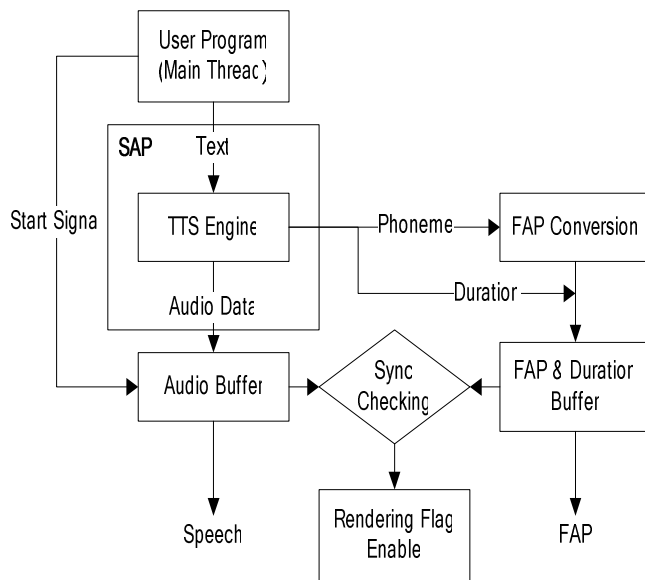 User Program
(Main Thread)
SAP
Text
Start Signa
TTS Engine
Phoneme
FAP Conversion
Duratior
Audio Data
Audio Buffer
Sync
Checking
FAP & Duratior
Buffer
Speech
Rendering Flag
Enable
FAP